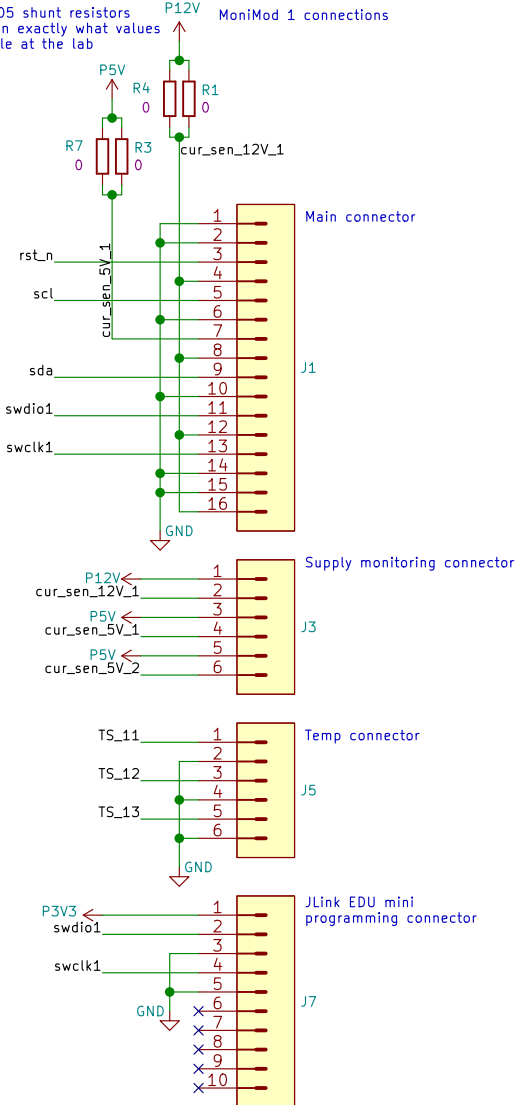 05 shunt resistors
n exactly what values
le at the lab
P12V
MoniMod 1 connections
P5V
R4
0
R1
0
R7
0
R3
0
cur_sen_12V_1
cur_sen_5V_1
Main connector
rst_n
scl
sda
swdio1
swclk1
1
2
3
4
5
6
7
8
9
10
11
12
13
14
15
16
J1
GND
Supply monitoring connector
P12V
cur_sen_12V_1
P5V
cur_sen_5V_1
P5V
cur_sen_5V_2
1
2
3
4
5
6
J3
Temp connector
TS_11
TS_12
TS_13
1
2
3
4
5
6
J5
GND
JLink EDU mini
programming connector
P3V3
swdio1
swclk1
GND
1
2
3
4
5
6
7
8
9
10
J7